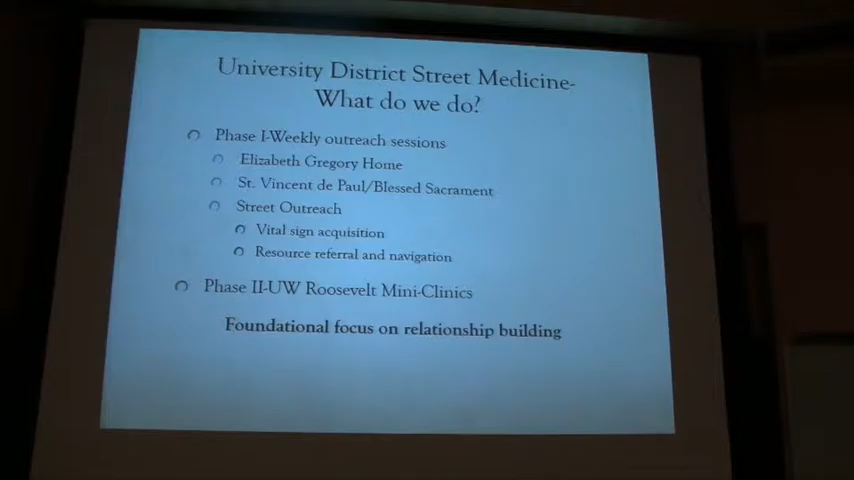 University District Street Medicine-
What do we do?
Phase I-Weekly outreach sessions
Elizabeth Gregory Home
St. Vincent de Paul/Blessed Sacrament
Street Outreach
Vital sign acquisition
Resource referral and navigation
Phase II-UW Roosevelt Mini-Clinics
Foundational focus on relationship building